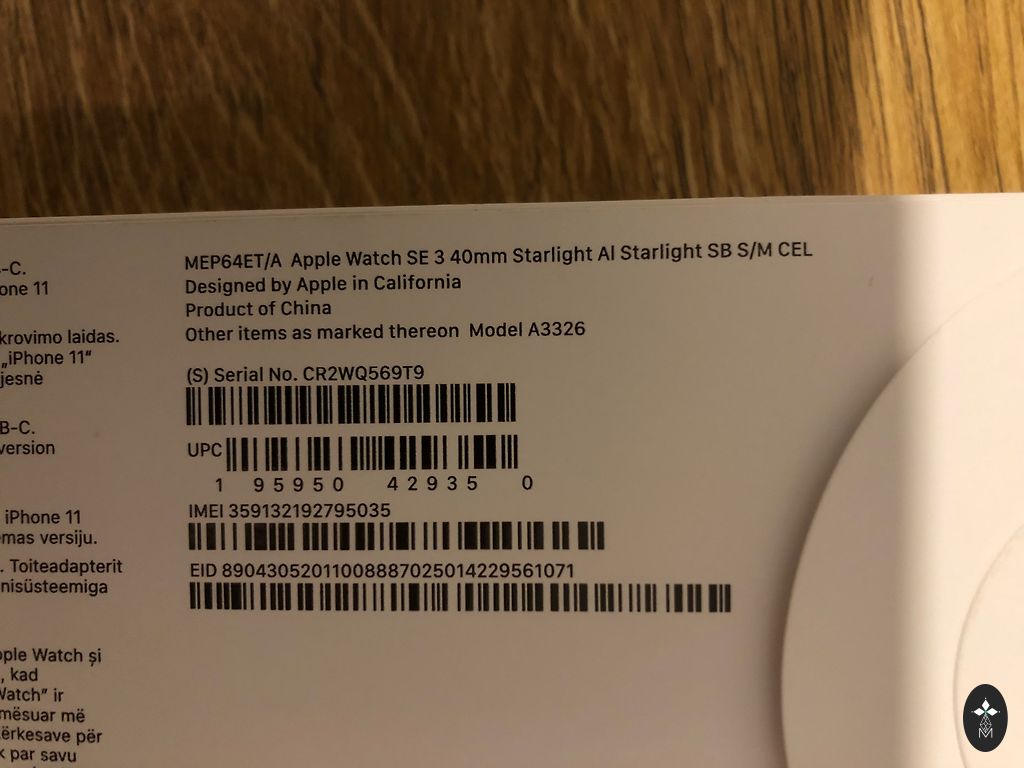 -C.
one 11
krovimo laidas.
„iPhone 11“
jesnė
B-C.
version
iPhone 11
mas versiju.
. Toiteadapterit
nisüsteemiga
ople Watch și
, kad
Watch” ir
mësuar më
ërkesave për
k par savu
MEP64ET/A Apple Watch SE 3 40mm Starlight Al Starlight SB S/M CEL
Designed by Apple in California
Product of China
Other items as marked thereon Model A3326
(S) Serial No. CR2WQ569T9
UPC
1 95950 42935 0
IMEI 359132192795035
EID 89043052011008887025014229561071
M